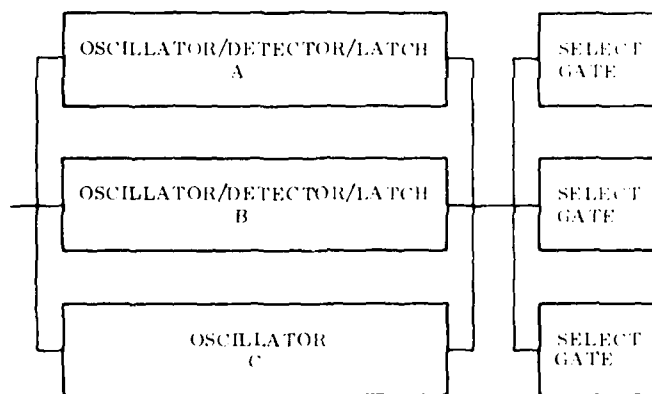 OSCILLATOR/DETECTOR/LATCH
A
SELECT
GATE
OSCILLATOR/DETECTOR/LATCH
B
SELECT
GATE
OSCILLATOR
C
SELECT
GATE